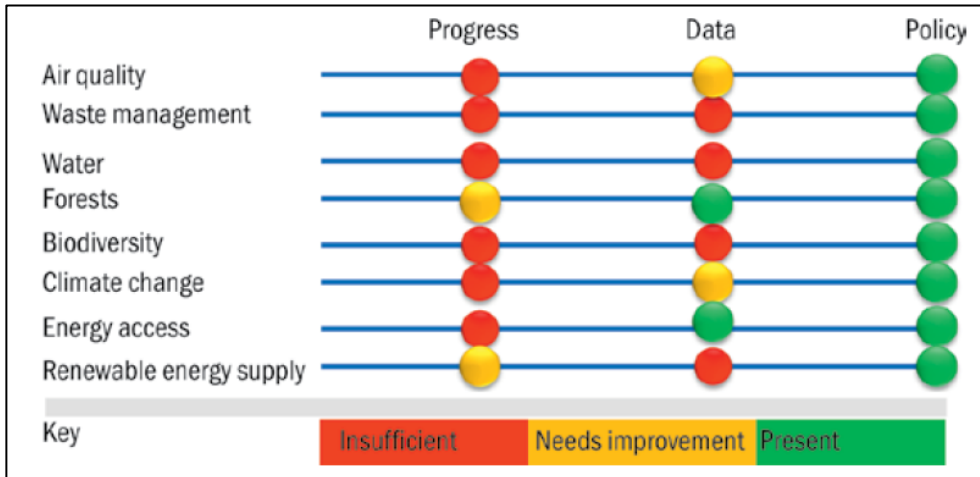 Progress Data Policy
Air quality
Waste management
Water
Forests
Biodiversity
Climate change
Energy access
Renewable energy supply
Key Insufficient Needs improvement Present